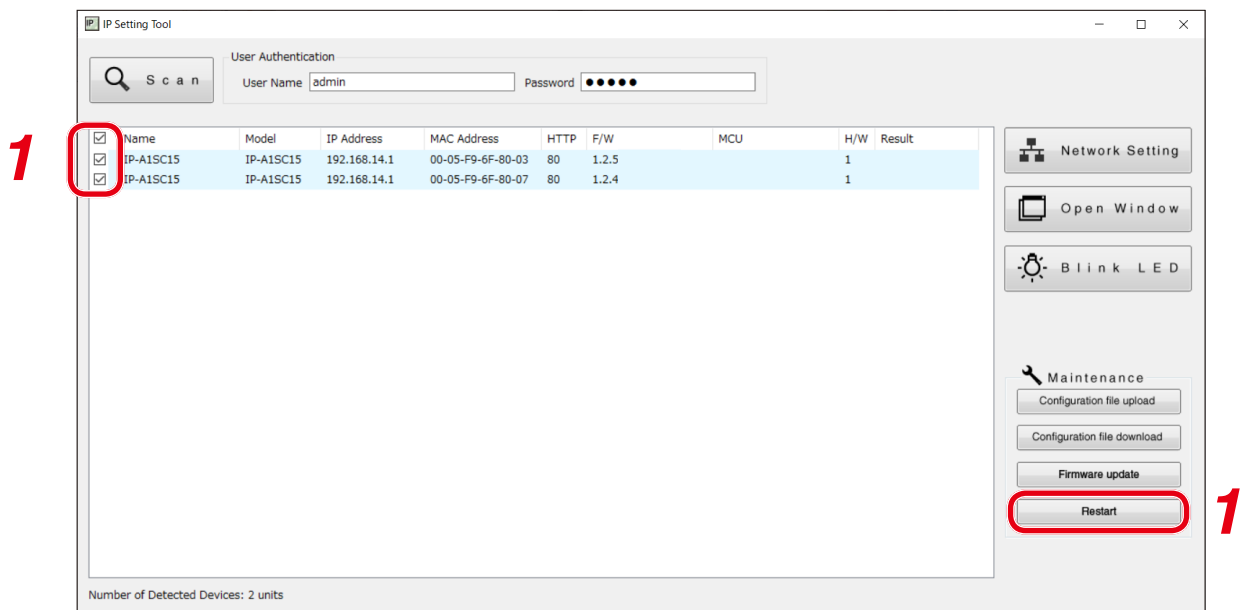 IP IP Setting Tool
Scan
User Authentication
User Name admin Password ●●●●●
1
Name Model IP Address MAC Address HTTP F/W MCU H/W Result
IP-A1SC15 IP-A1SC15 192.168.14.1 00-05-F9-6F-80-03 80 1.2.5 1
IP-A1SC15 IP-A1SC15 192.168.14.1 00-05-F9-6F-80-07 80 1.2.4 1
Network Setting
Open Window
Blink LED
Maintenance
Configuration file upload
Configuration file download
Firmware update
Restart
1
Number of Detected Devices: 2 units